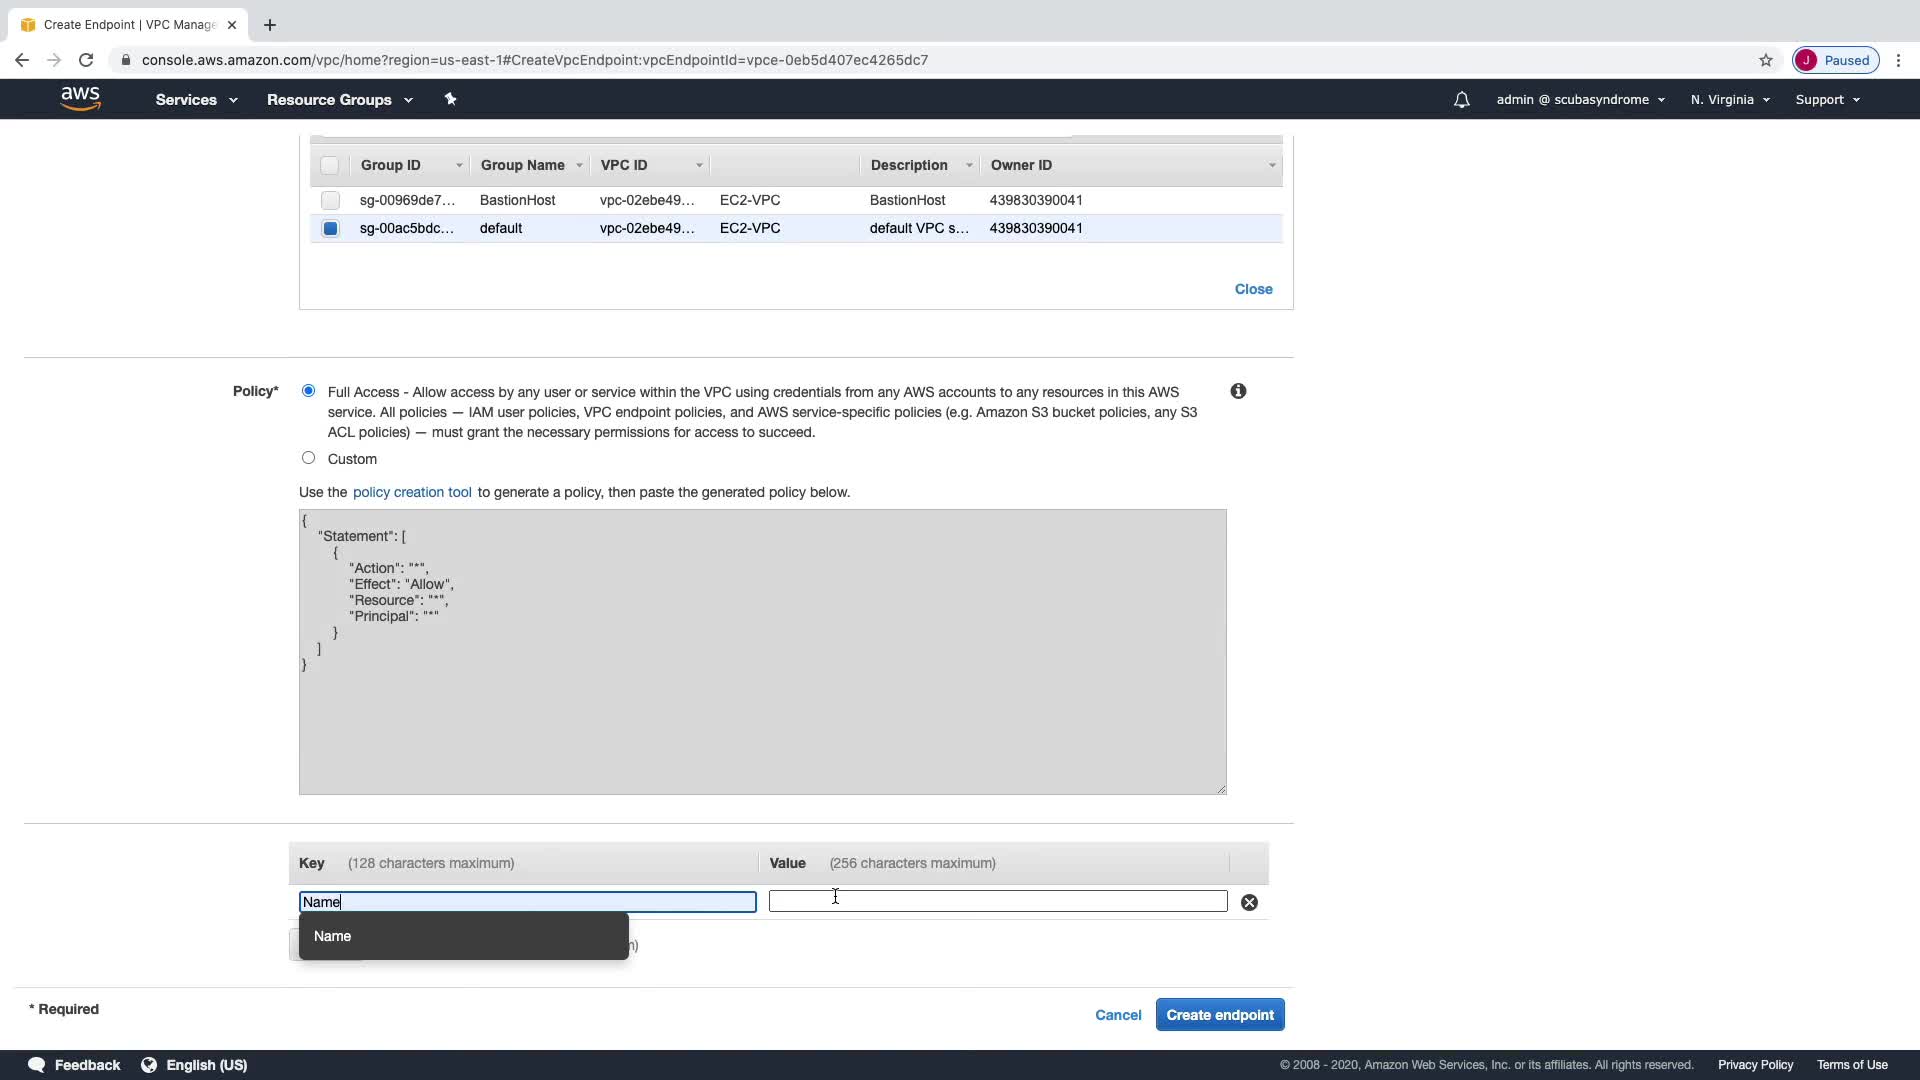 Create Endpoint | VPC Manage
console.aws.amazon.com/vpc/home?region=us-east-1#CreateVpcEndpoint:vpcEndpointId=vpce-0eb5d407ec4265dc7
J Paused
aws Services Resource Groups admin @ scubasyndrome N. Virginia Support
Group ID Group Name VPC ID Description Owner ID
sg-00969de7... BastionHost vpc-02ebe49... EC2-VPC BastionHost 439830390041
sg-00ac5bdc... default vpc-02ebe49... EC2-VPC default VPC s... 439830390041
Close
Policy* Full Access - Allow access by any user or service within the VPC using credentials from any AWS accounts to any resources in this AWS
service. All policies — IAM user policies, VPC endpoint policies, and AWS service-specific policies (e.g. Amazon S3 bucket policies, any S3
ACL policies) — must grant the necessary permissions for access to succeed.
Custom
Use the policy creation tool to generate a policy, then paste the generated policy below.
{
"Statement": [
{
"Action": "*",
"Effect": "Allow",
"Resource": "*",
"Principal": "*"
}
]
}
Key (128 characters maximum) Value (256 characters maximum)
Name
Name
* Required
Cancel Create endpoint
Feedback English (US) © 2008 - 2020, Amazon Web Services, Inc. or its affiliates. All rights reserved. Privacy Policy Terms of Use